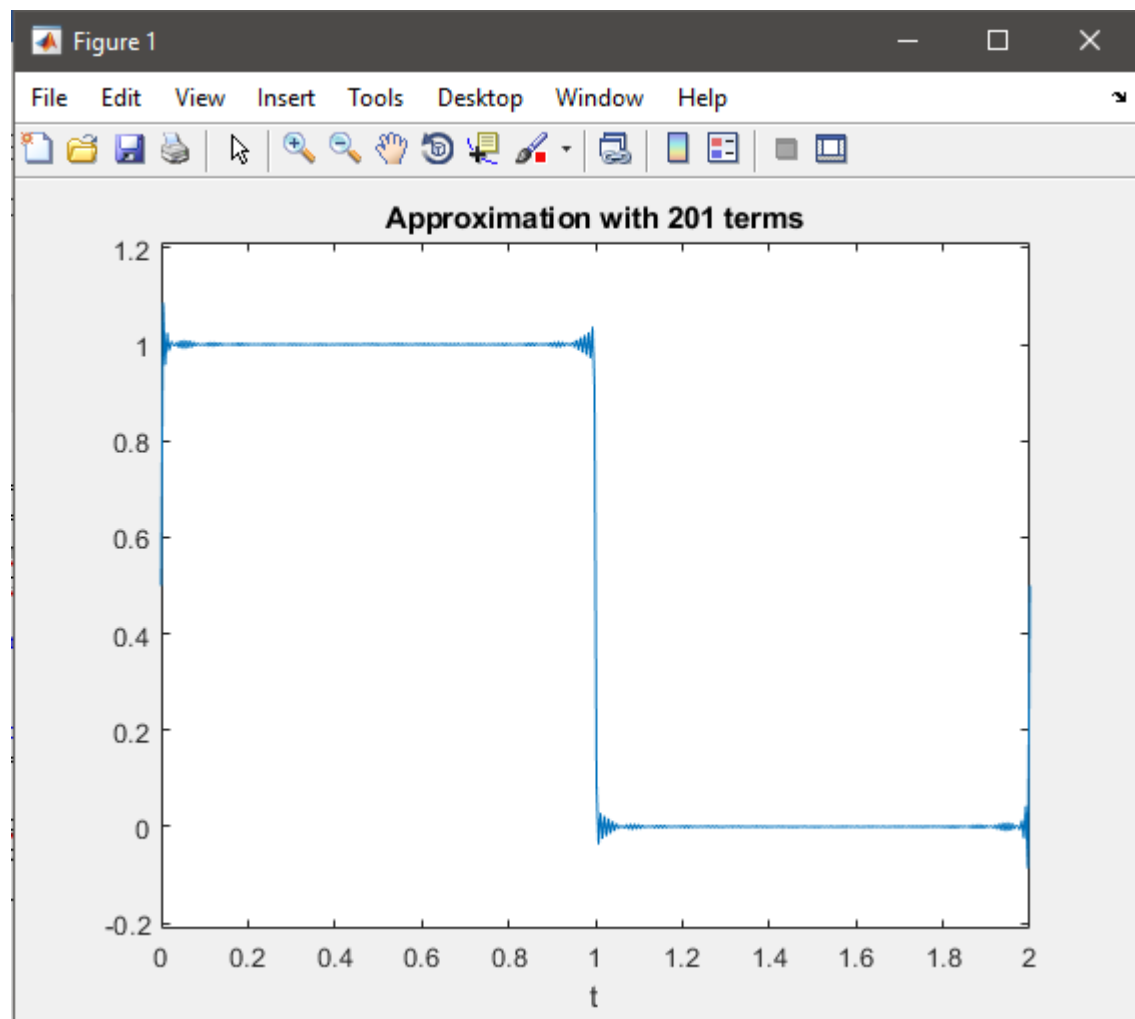 Figure 1
File Edit View Insert Tools Desktop Window Help
Approximation with 201 terms
1.2
1
0.8
0.6
0.4
0.2
0
-0.2
0 0.2 0.4 0.6 0.8 1 1.2 1.4 1.6 1.8 2
t